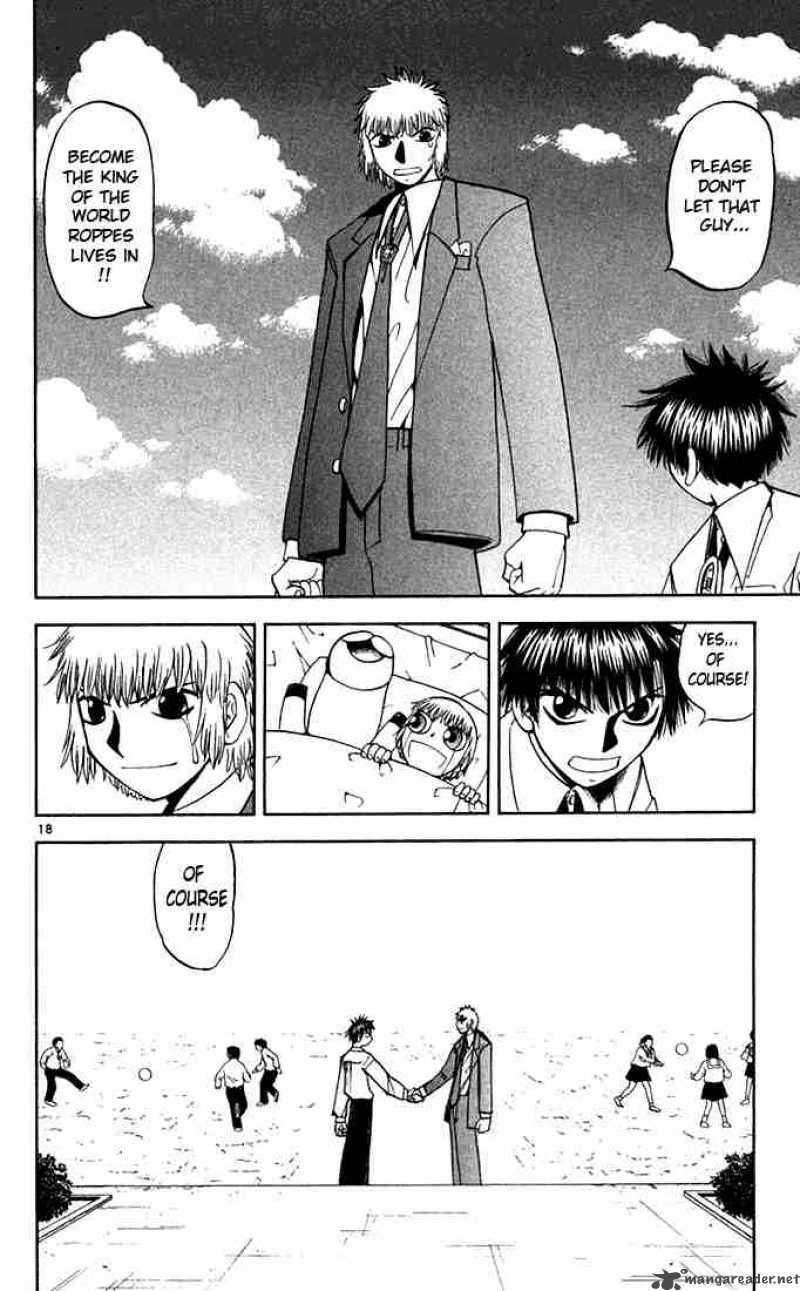 PLEASE
DON'T
LET THAT
GUY...
BECOME
THE KING
OF THE
WORLD
ROPPES
LIVES IN
!!
YES...
OF
COURSE!
18
OF
COURSE
!!!
mangareader.net